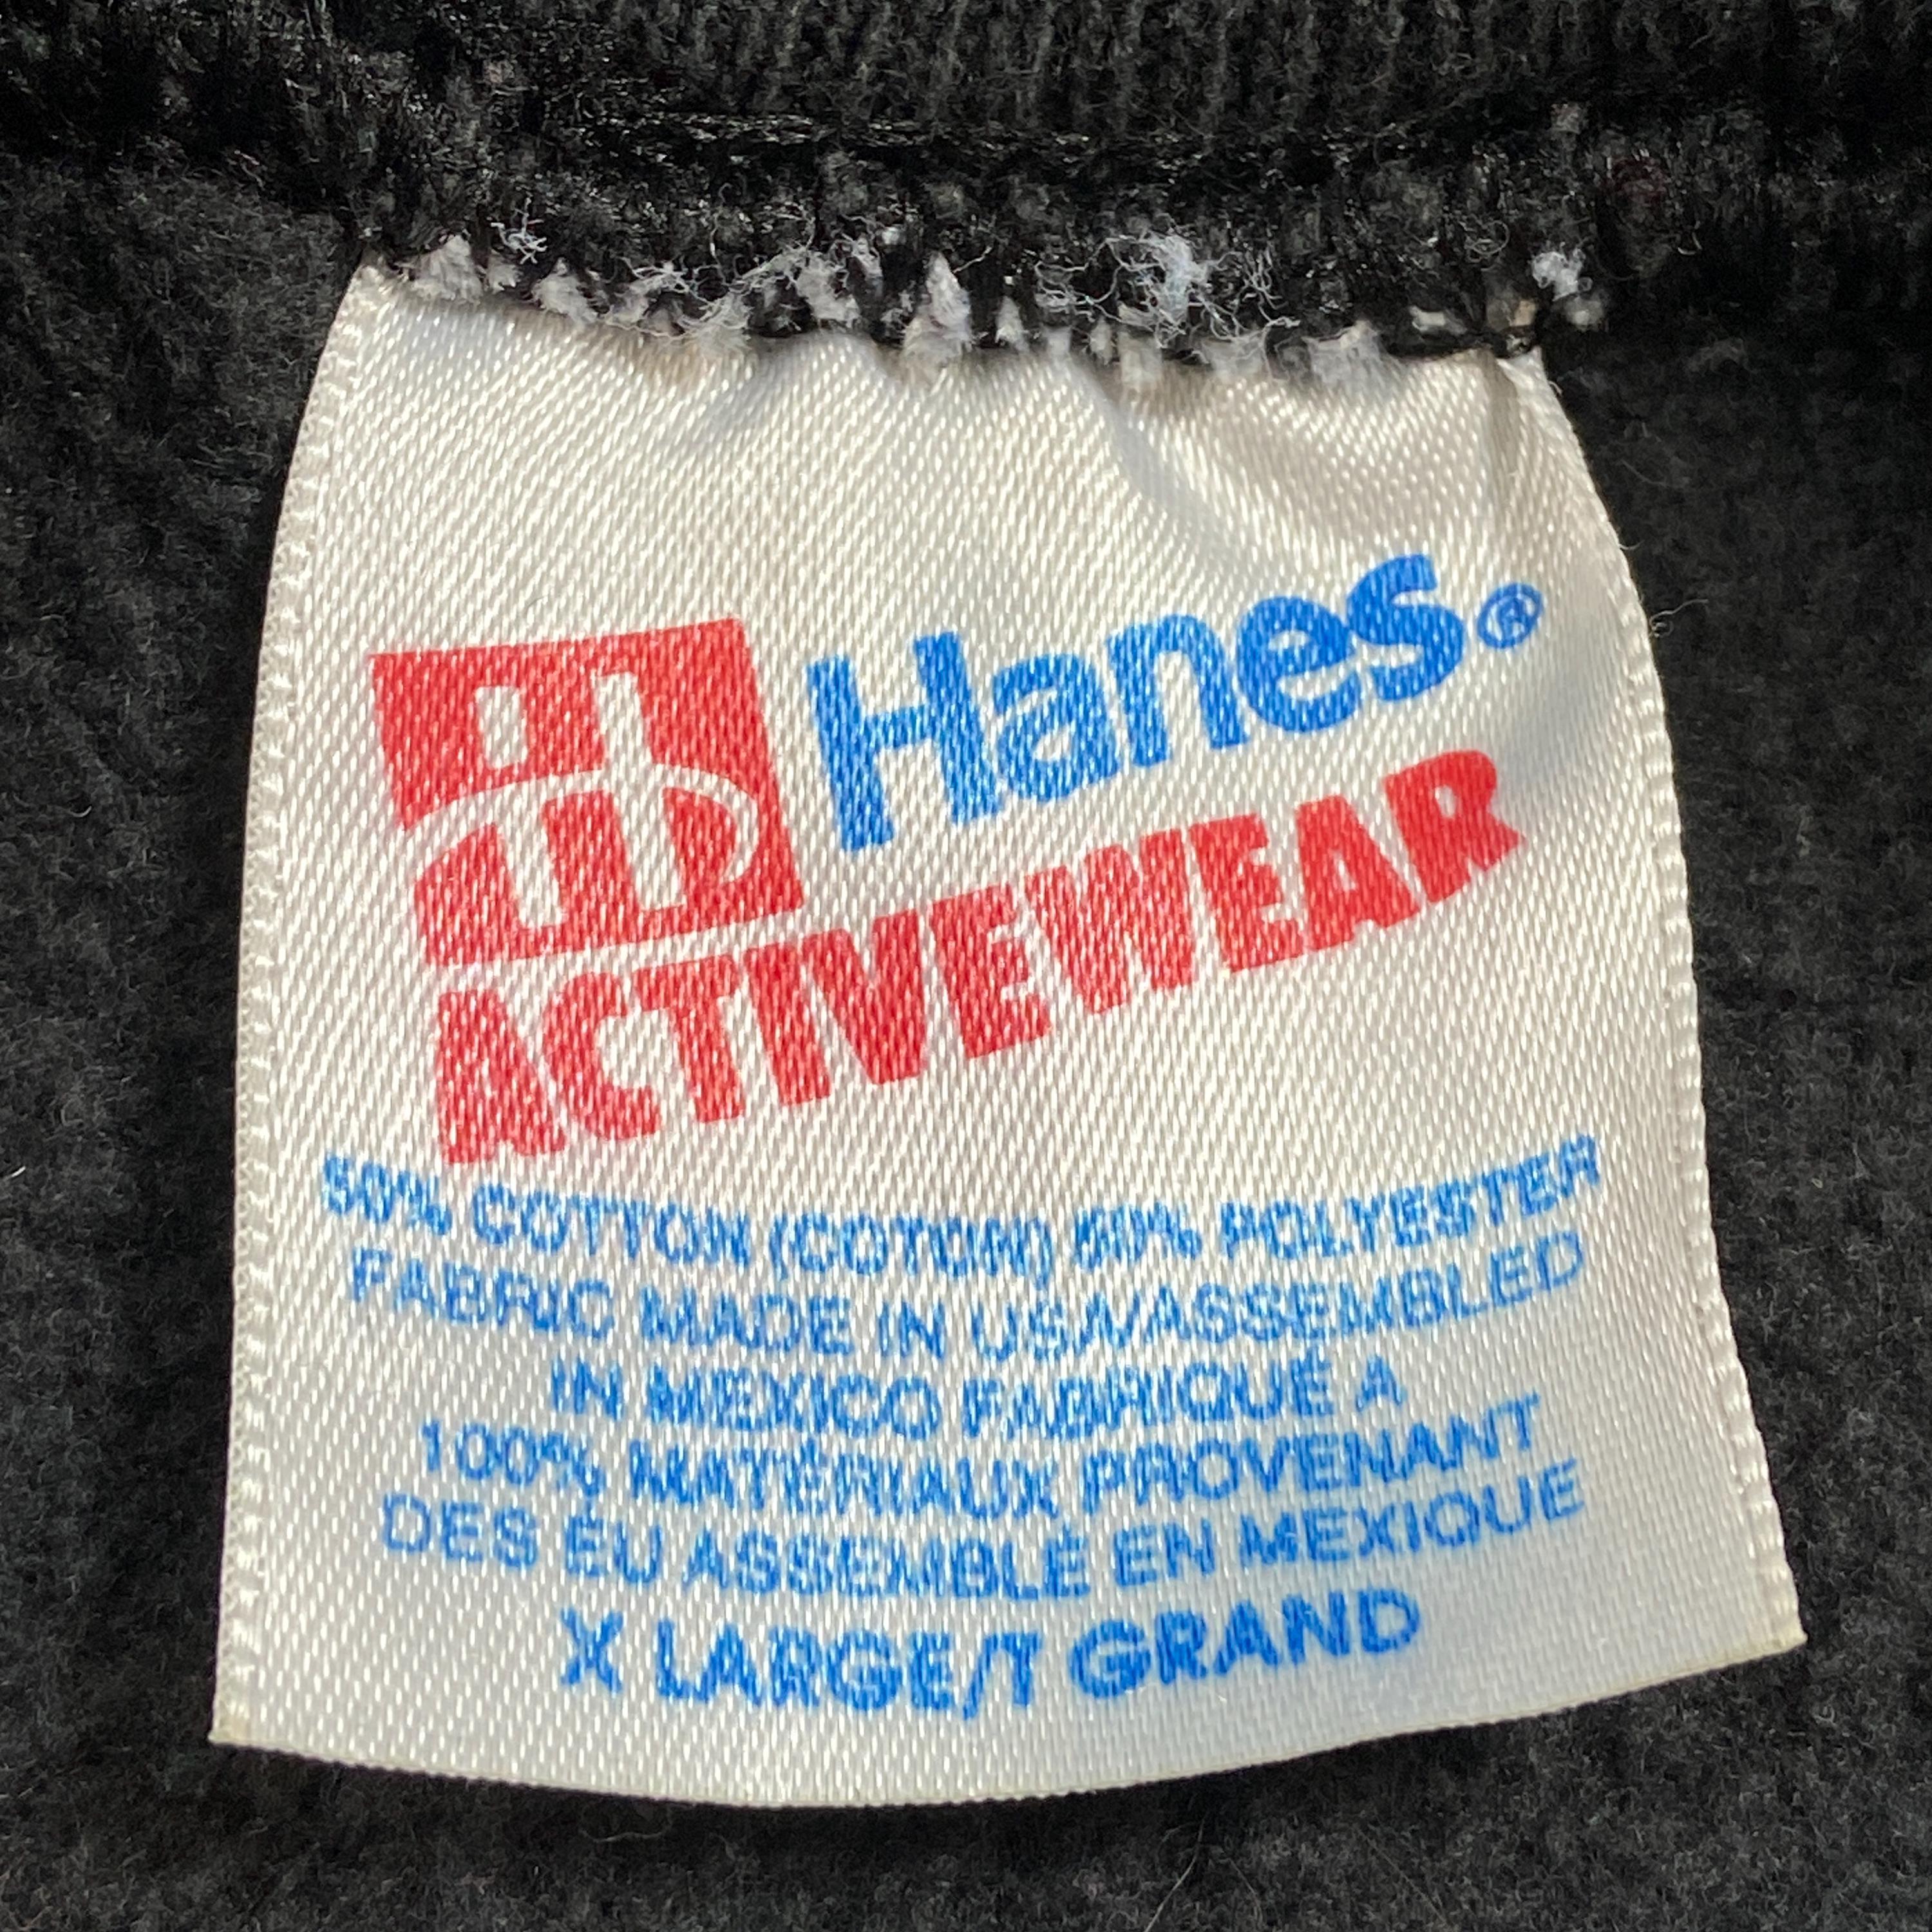 Hanes®
ACTIVEWEAR
50% COTTON (COTON) 50% POLYESTER
FABRIC MADE IN USA/ASSEMBLED
IN MEXICO FABRIQUÉ A
100% MATÉRIAUX PROVENANT
DES ÉU ASSEMBLÉ EN MEXIQUE
X LARGE/T GRAND